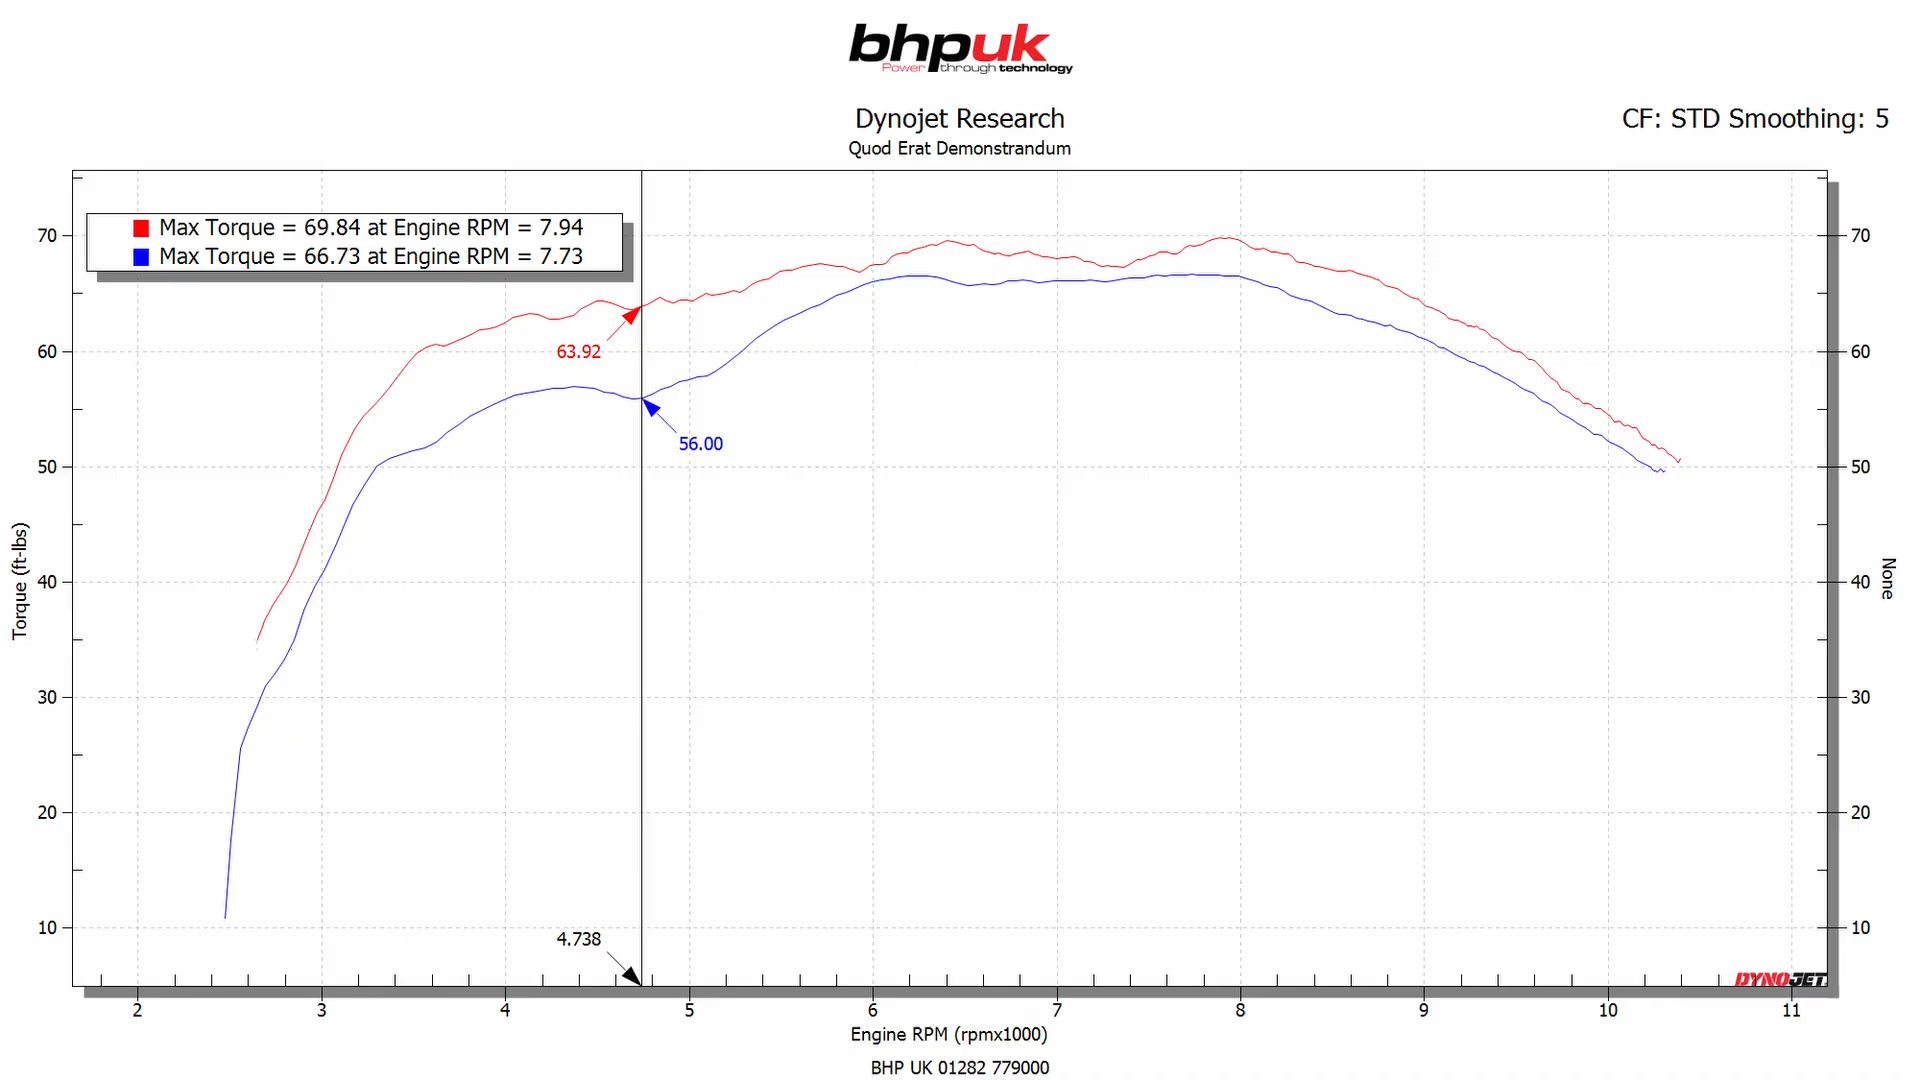 bhpuk
Power through technology
Dynojet Research
CF: STD Smoothing: 5
Quod Erat Demonstrandum
Max Torque = 69.84 at Engine RPM = 7.94
Max Torque = 66.73 at Engine RPM = 7.73
70
60
50
40
30
20
10
Torque (ft-lbs)
63.92
56.00
4.738
70
60
50
40
30
20
10
None
DYNOJET
2 3 4 5 6 7 8 9 10 11
Engine RPM (rpmx1000)
BHP UK 01282 779000